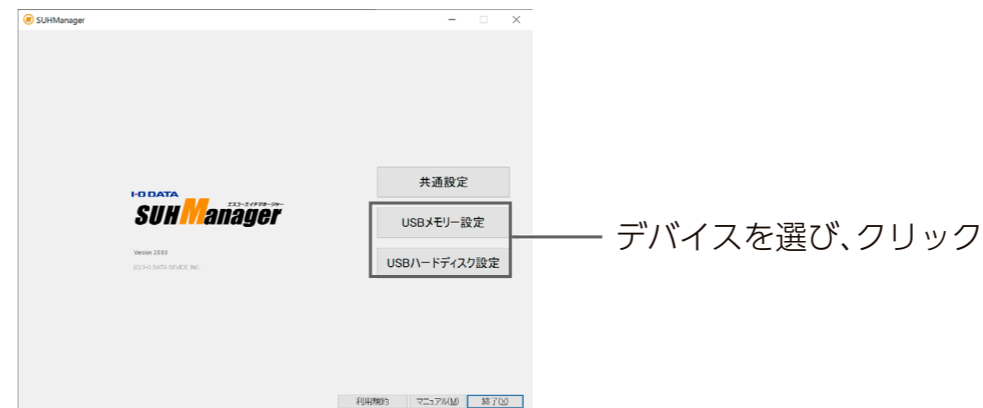 SUHManager
共通設定
I-O DATA
エスユーエイチマネージャー
SUHManager
USBメモリー設定
デバイスを選び、クリック
USBハードディスク設定
(C) I-O DATA DEVICE, INC.
利用規約 マニュアル(M) 終了(X)